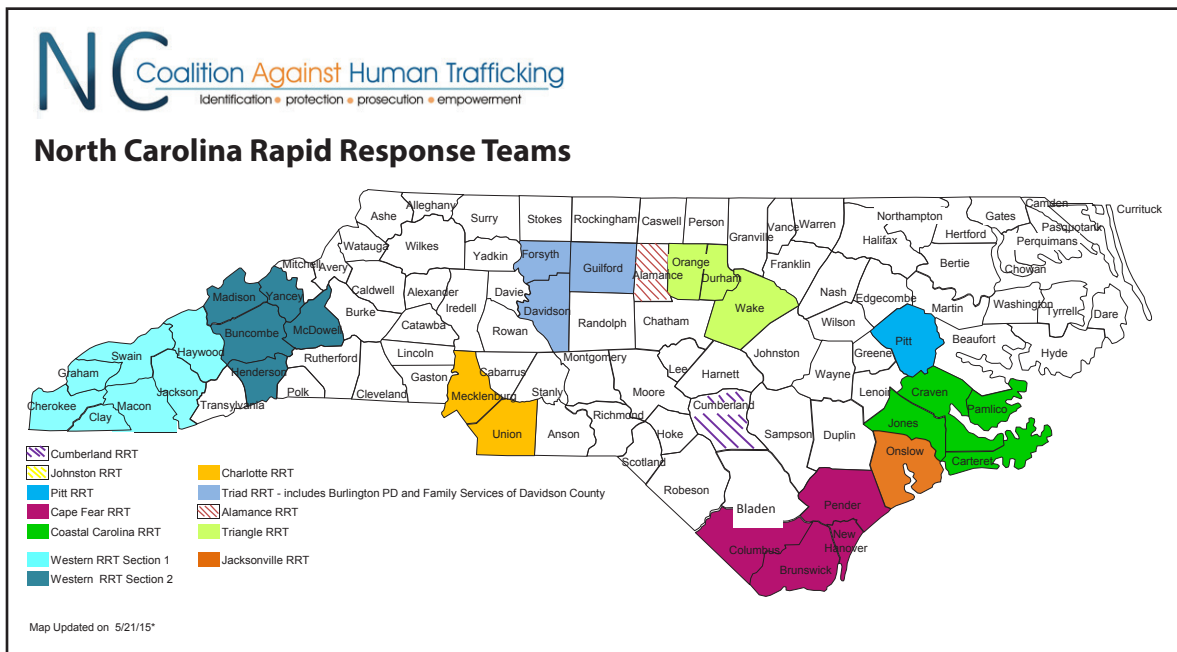 NC Coalition Against Human Trafficking
Identification • protection • prosecution • empowerment
North Carolina Rapid Response Teams
Ashe
Alleghany
Surry
Stokes
Rockingham
Caswell
Person
Granville
Vance
Warren
Northampton
Gates
Camden
Currituck
Pasquotank
Perquimans
Hertford
Halifax
Watauga
Wilkes
Yadkin
Forsyth
Guilford
Alamance
Orange
Durham
Franklin
Bertie
Chowan
Mitchell
Avery
Madison
Yancey
Caldwell
Alexander
Iredell
Davie
Davidson
Randolph
Chatham
Wake
Nash
Edgecombe
Martin
Washington
Tyrrell
Dare
Buncombe
McDowell
Burke
Catawba
Rowan
Wilson
Pitt
Beaufort
Hyde
Swain
Haywood
Rutherford
Lincoln
Cabarrus
Montgomery
Lee
Harnett
Johnston
Greene
Wayne
Graham
Henderson
Polk
Cleveland
Gaston
Mecklenburg
Stanly
Moore
Lenoir
Craven
Pamlico
Cherokee
Clay
Macon
Jackson
Transylvania
Union
Anson
Richmond
Hoke
Cumberland
Sampson
Duplin
Jones
Onslow
Carteret
Scotland
Robeson
Bladen
Pender
Columbus
New
Hanover
Brunswick
Cumberland RRT
Johnston RRT
Pitt RRT
Cape Fear RRT
Coastal Carolina RRT
Western RRT Section 1
Western RRT Section 2
Charlotte RRT
Triad RRT - includes Burlington PD and Family Services of Davidson County
Alamance RRT
Triangle RRT
Jacksonville RRT
Map Updated on 5/21/15*